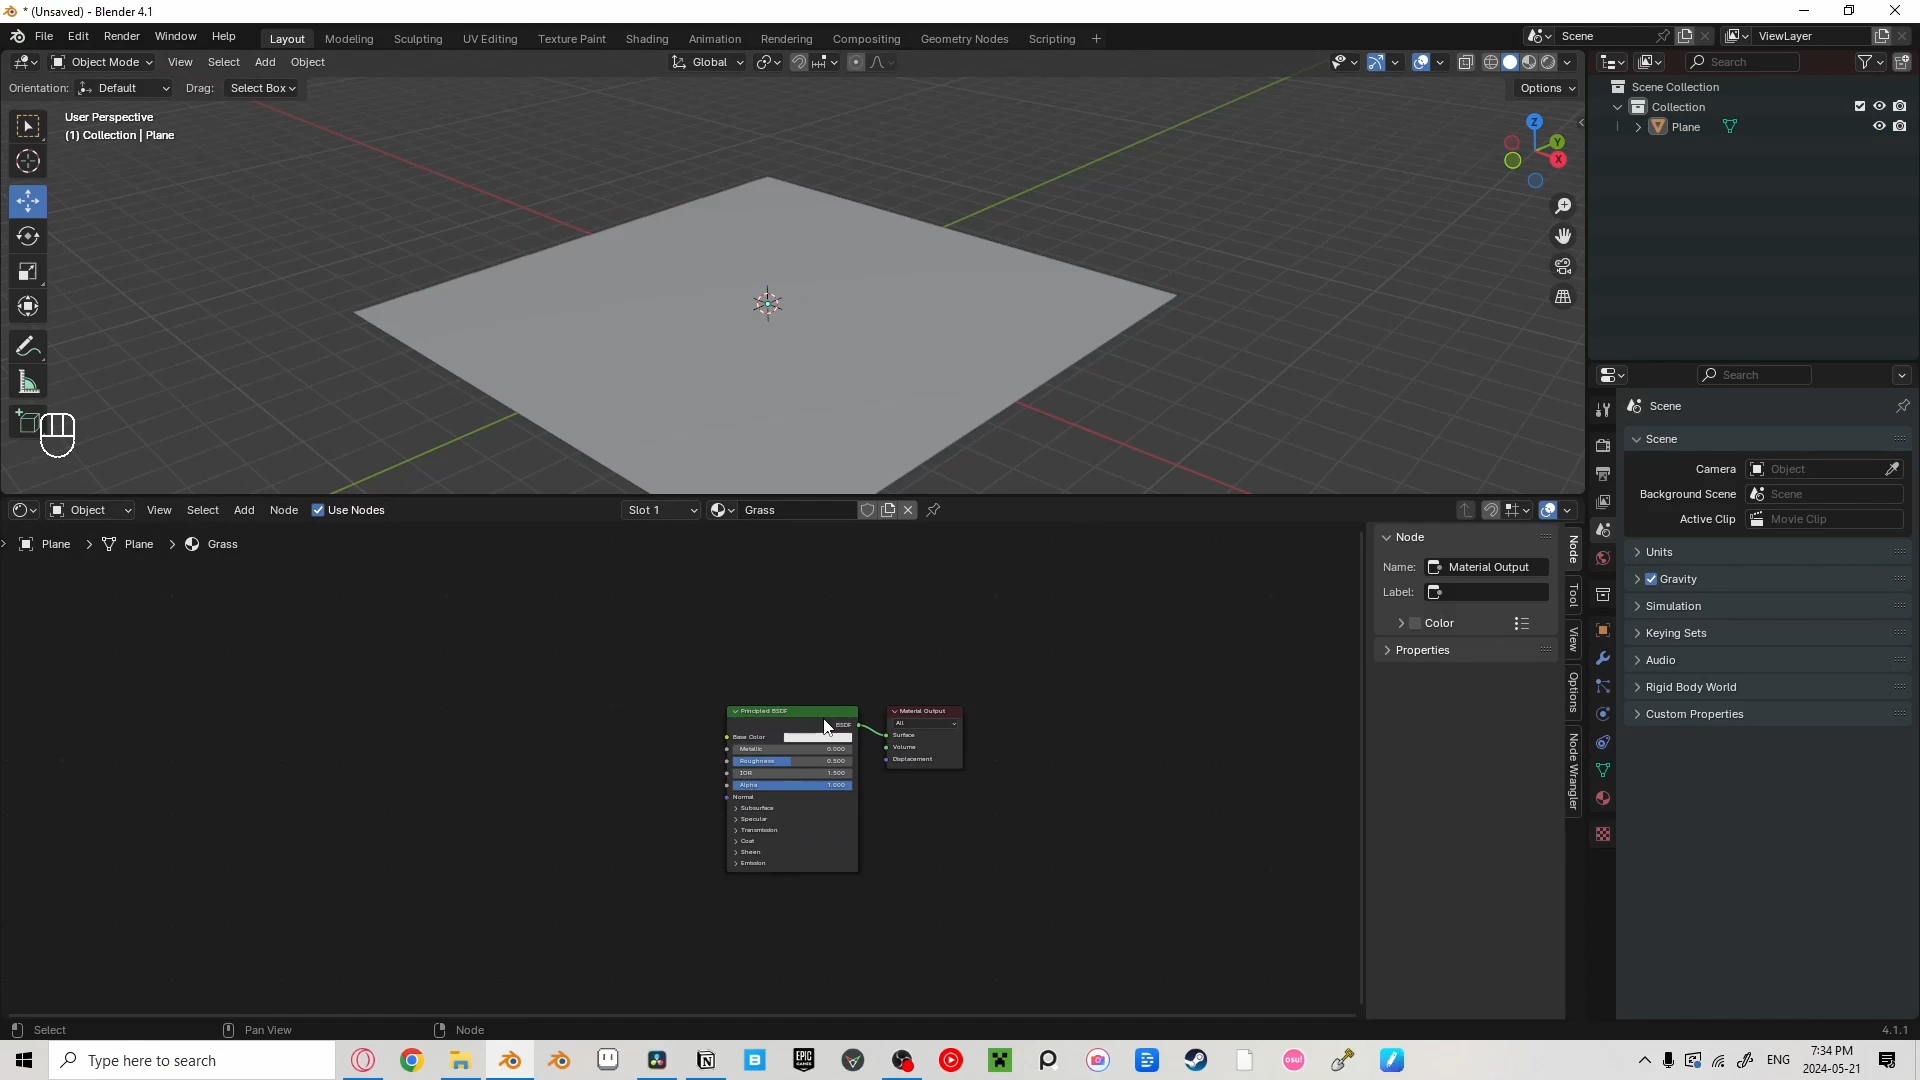 * (Unsaved) - Blender 4.1
File Edit Render Window Help Layout Modeling Sculpting UV Editing Texture Paint Shading Animation Rendering Compositing Geometry Nodes Scripting + Scene ViewLayer
Object Mode View Select Add Object Global Search
Orientation: Default Drag: Select Box Options
Scene Collection
Collection
Plane
User Perspective
(1) Collection | Plane
Z
Y
X
Search
Scene
Scene
Camera Object
Background Scene Scene
Active Clip Movie Clip
Units
Gravity
Simulation
Keying Sets
Audio
Rigid Body World
Custom Properties
Object View Select Add Node Use Nodes Slot 1 Grass
Plane > Plane > Grass
Node
Name: Material Output
Label:
Color
Properties
Node
Tool
View
Options
Node Wrangler
Principled BSDF
BSDF
Base Color
Metallic 0.000
Roughness 0.500
IOR 1.500
Alpha 1.000
Normal
Subsurface
Specular
Transmission
Coat
Sheen
Emission
Material Output
All
Surface
Volume
Displacement
Select Pan View Node 4.1.1
Type here to search
EPIC GAMES
osu!
ENG
7:34 PM
2024-05-21